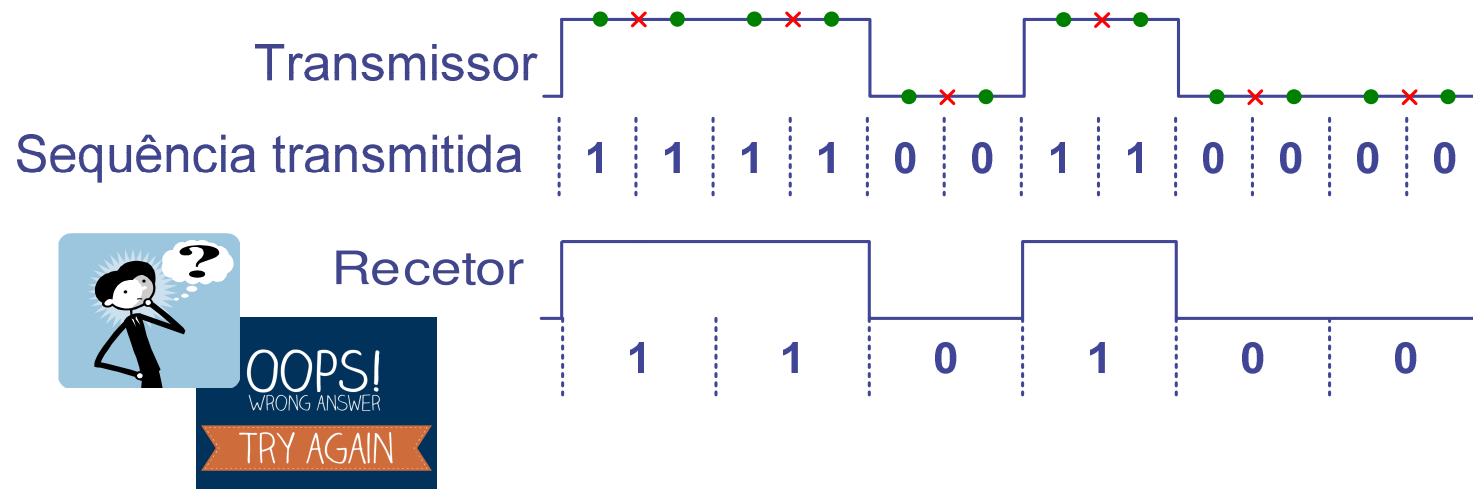 Transmissor
Sequência transmitida 1 1 1 1 0 0 1 1 0 0 0 0
?
Recetor
1 1 0 1 0 0
OOPS!
WRONG ANSWER
TRY AGAIN